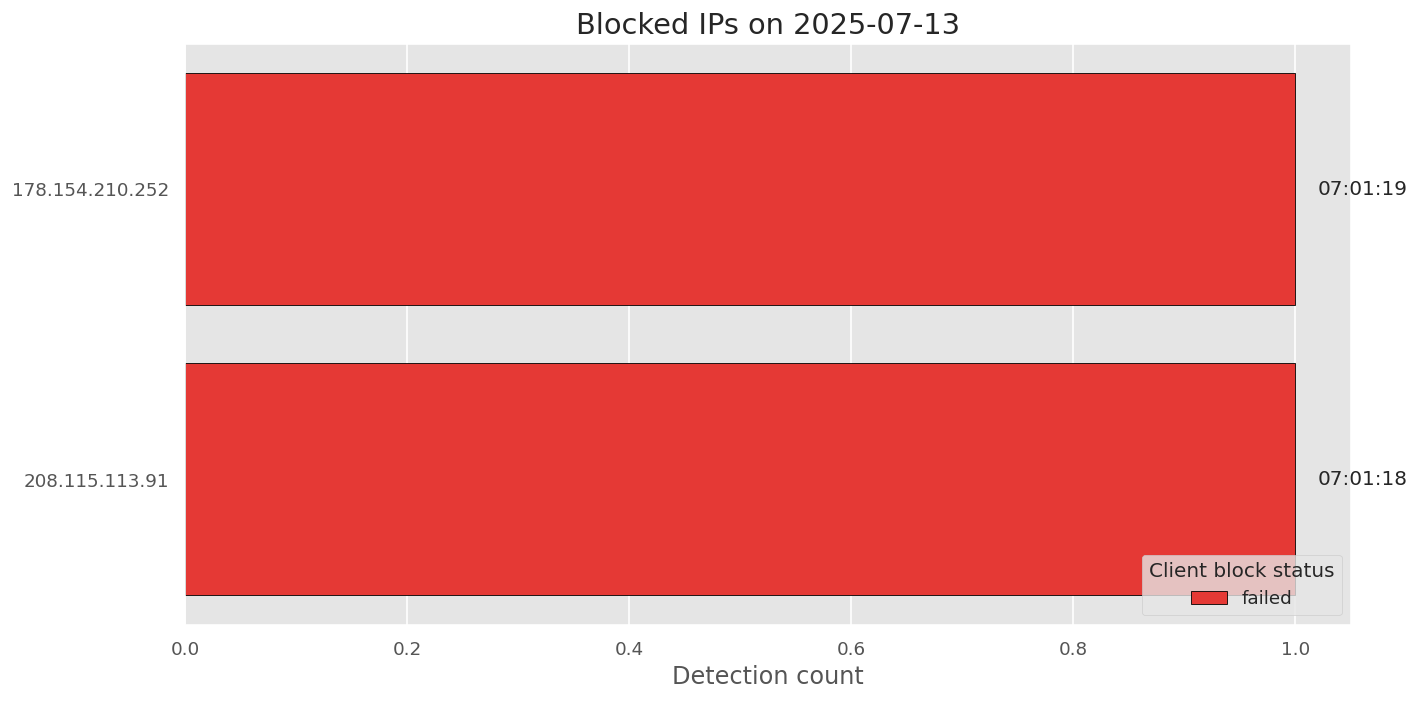 Blocked IPs on 2025-07-13
178.154.210.252
07:01:19
208.115.113.91
07:01:18
Client block status
failed
0.0 0.2 0.4 0.6 0.8 1.0
Detection count